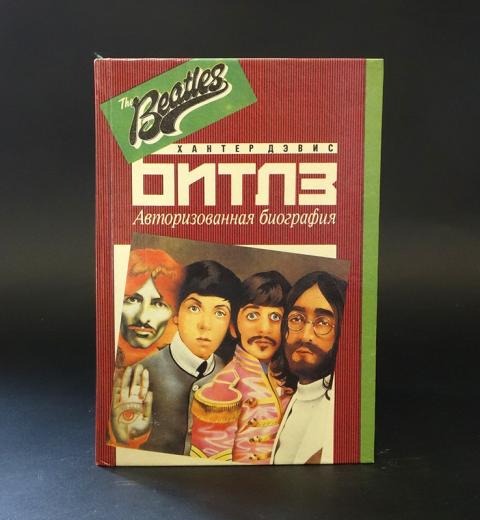 The Beatles
ХАНТЕР ДЭВИС
БИТЛЗ
Авторизованная биография